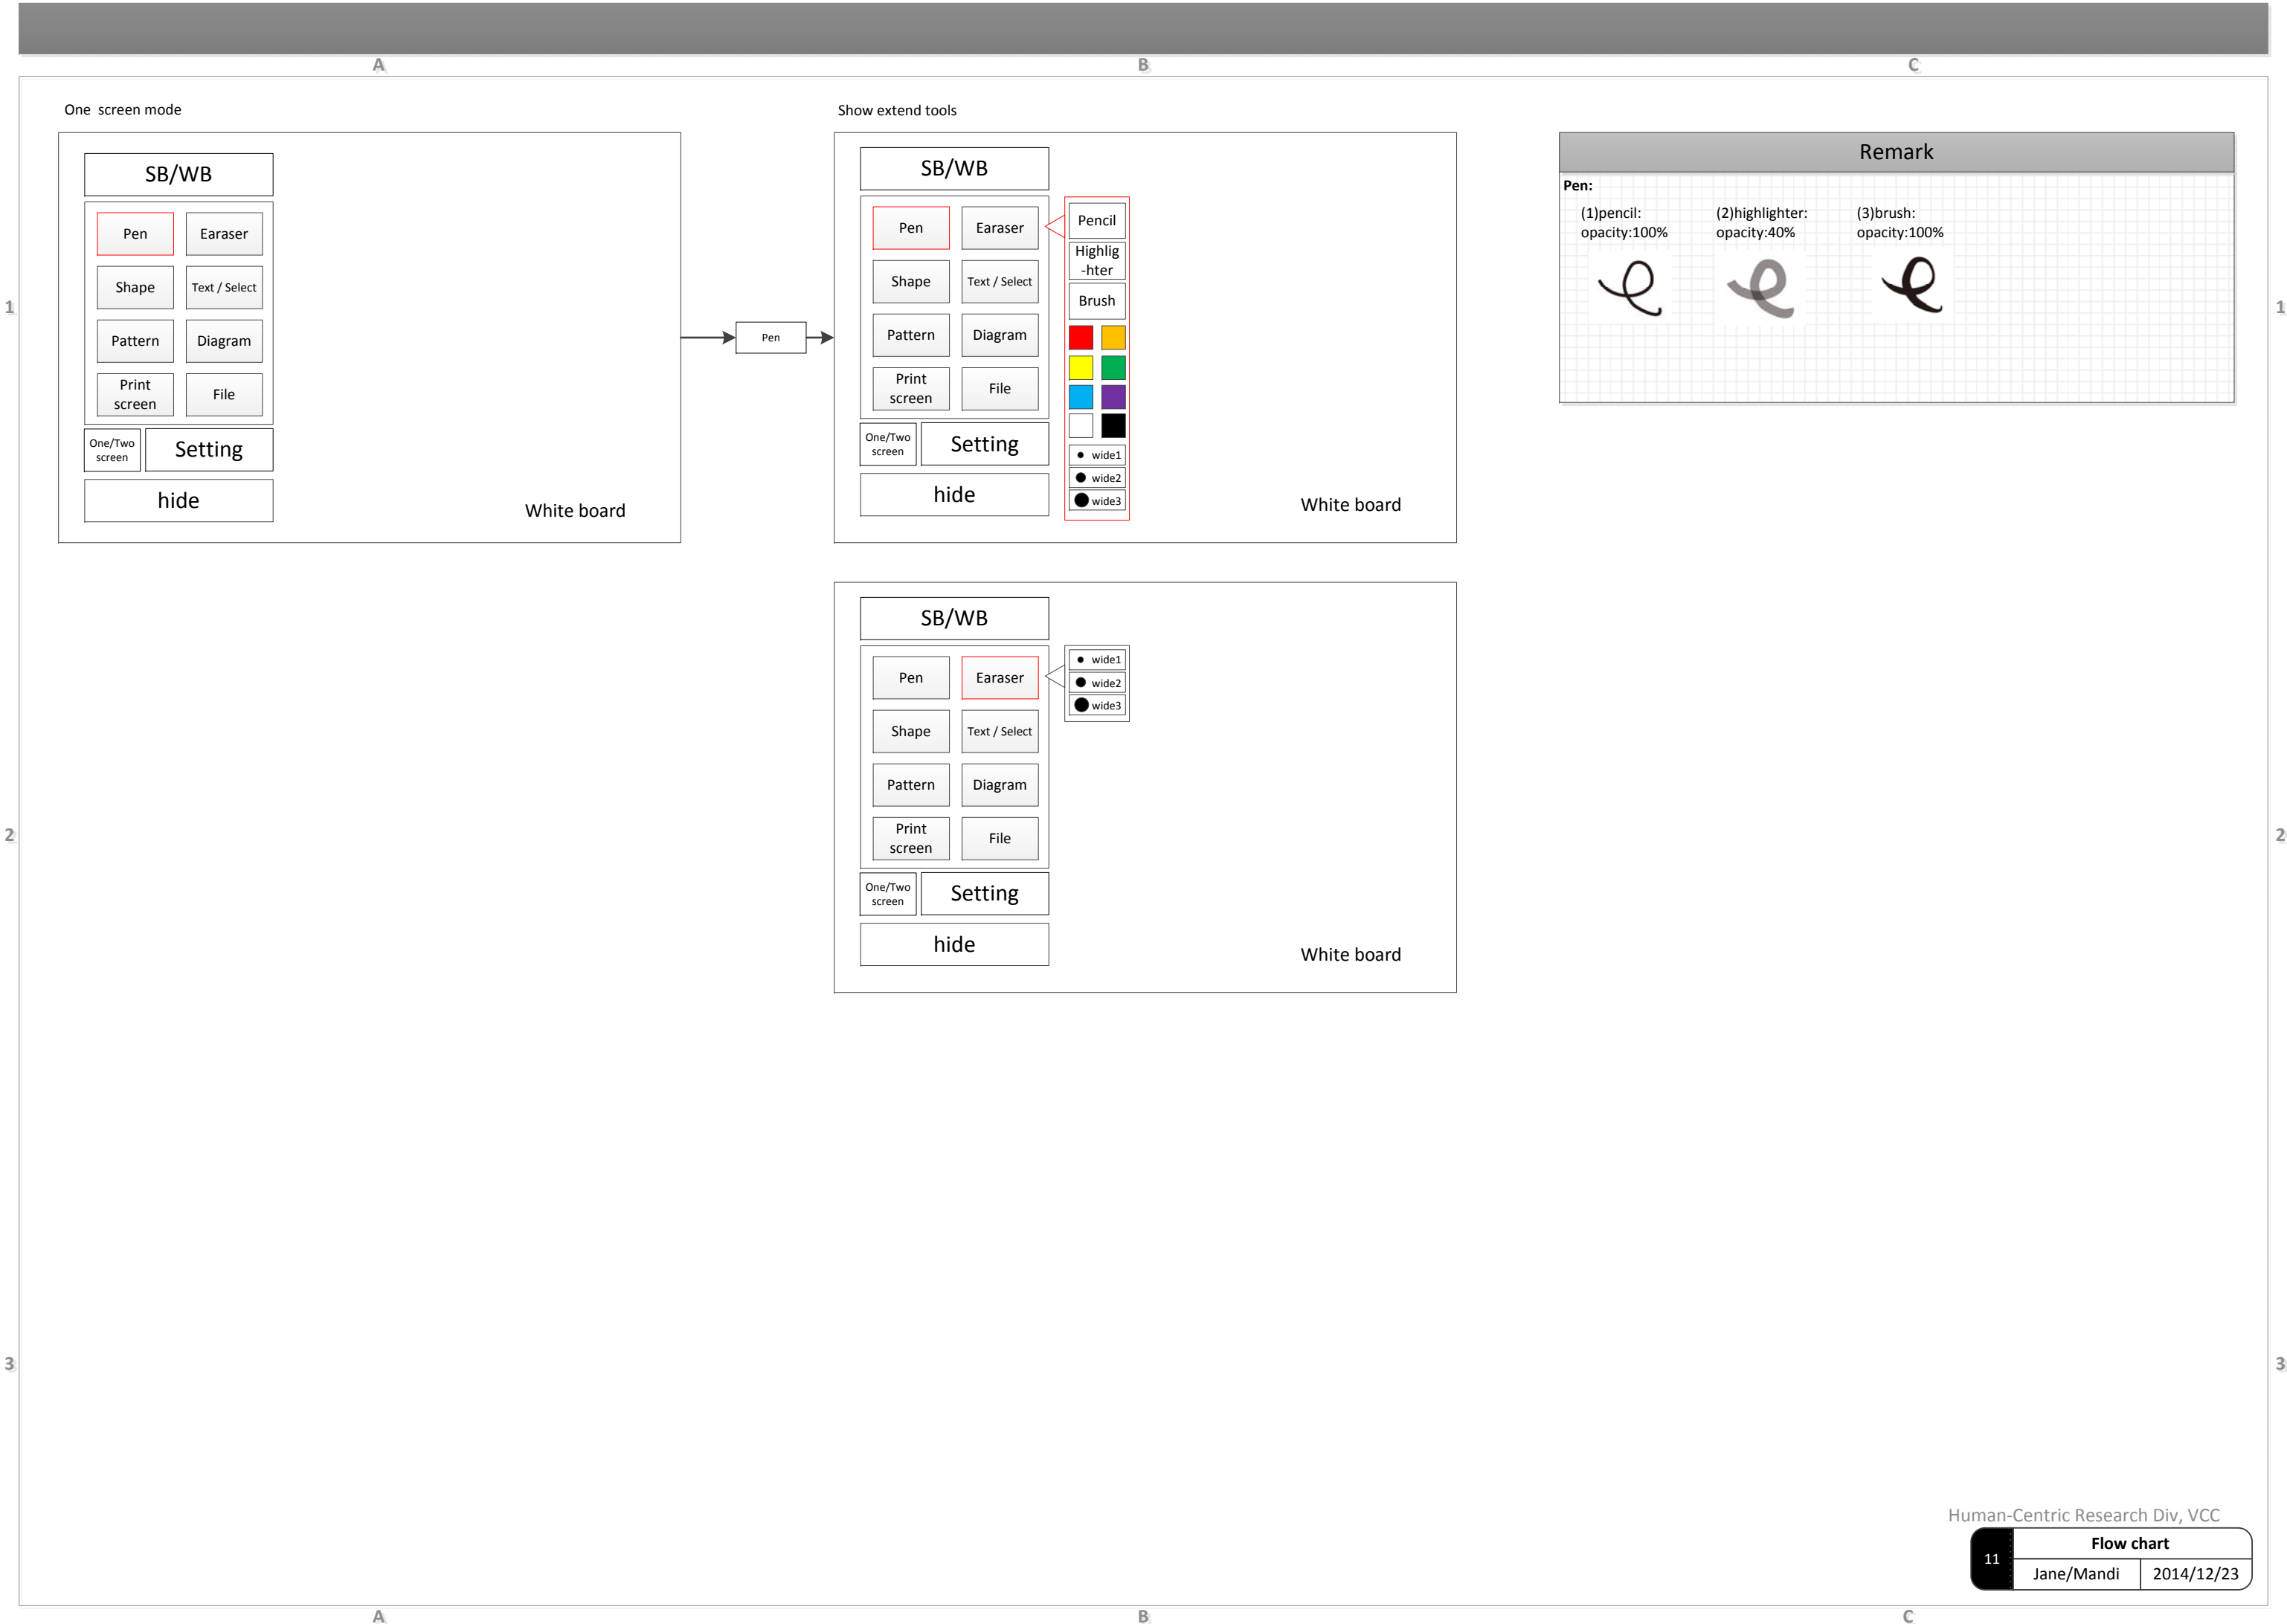 A B C
One screen mode
SB/WB
Pen Earaser
Shape Text / Select
Pattern Diagram
Print
screen
File
One/Two
screen
Setting
hide
White board
Pen
Show extend tools
SB/WB
Pen Earaser
Shape Text / Select
Pattern Diagram
Print
screen
File
One/Two
screen
Setting
hide
Pencil
Highlig
-hter
Brush
wide1
wide2
wide3
White board
SB/WB
Pen Earaser
Shape Text / Select
Pattern Diagram
Print
screen
File
One/Two
screen
Setting
hide
wide1
wide2
wide3
White board
Remark
Pen:
(1)pencil:
opacity:100%
(2)highlighter:
opacity:40%
(3)brush:
opacity:100%
1 1
2 2
3 3
Human-Centric Research Div, VCC
11
Flow chart
Jane/Mandi 2014/12/23
A B C